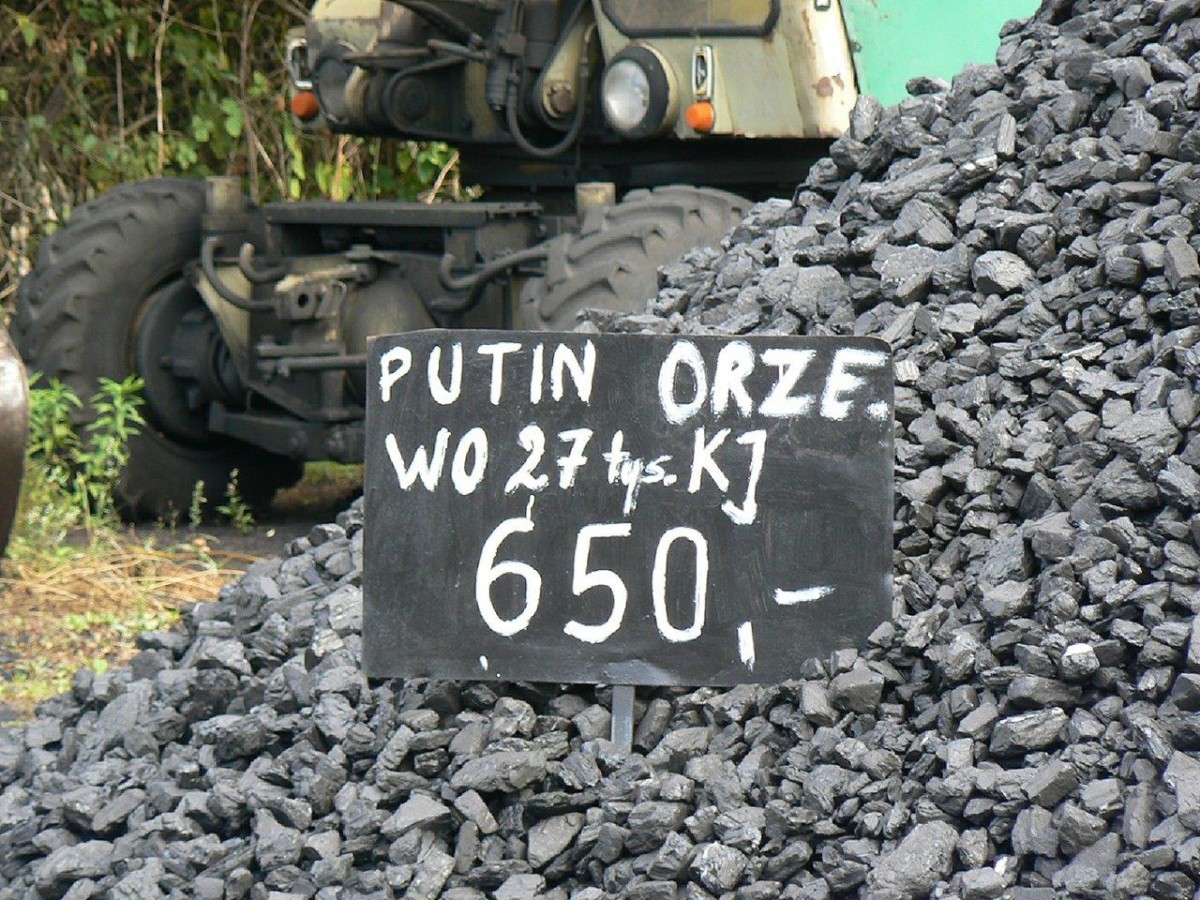 PUTIN ORZE.
WO 27 tys. KJ
650,-